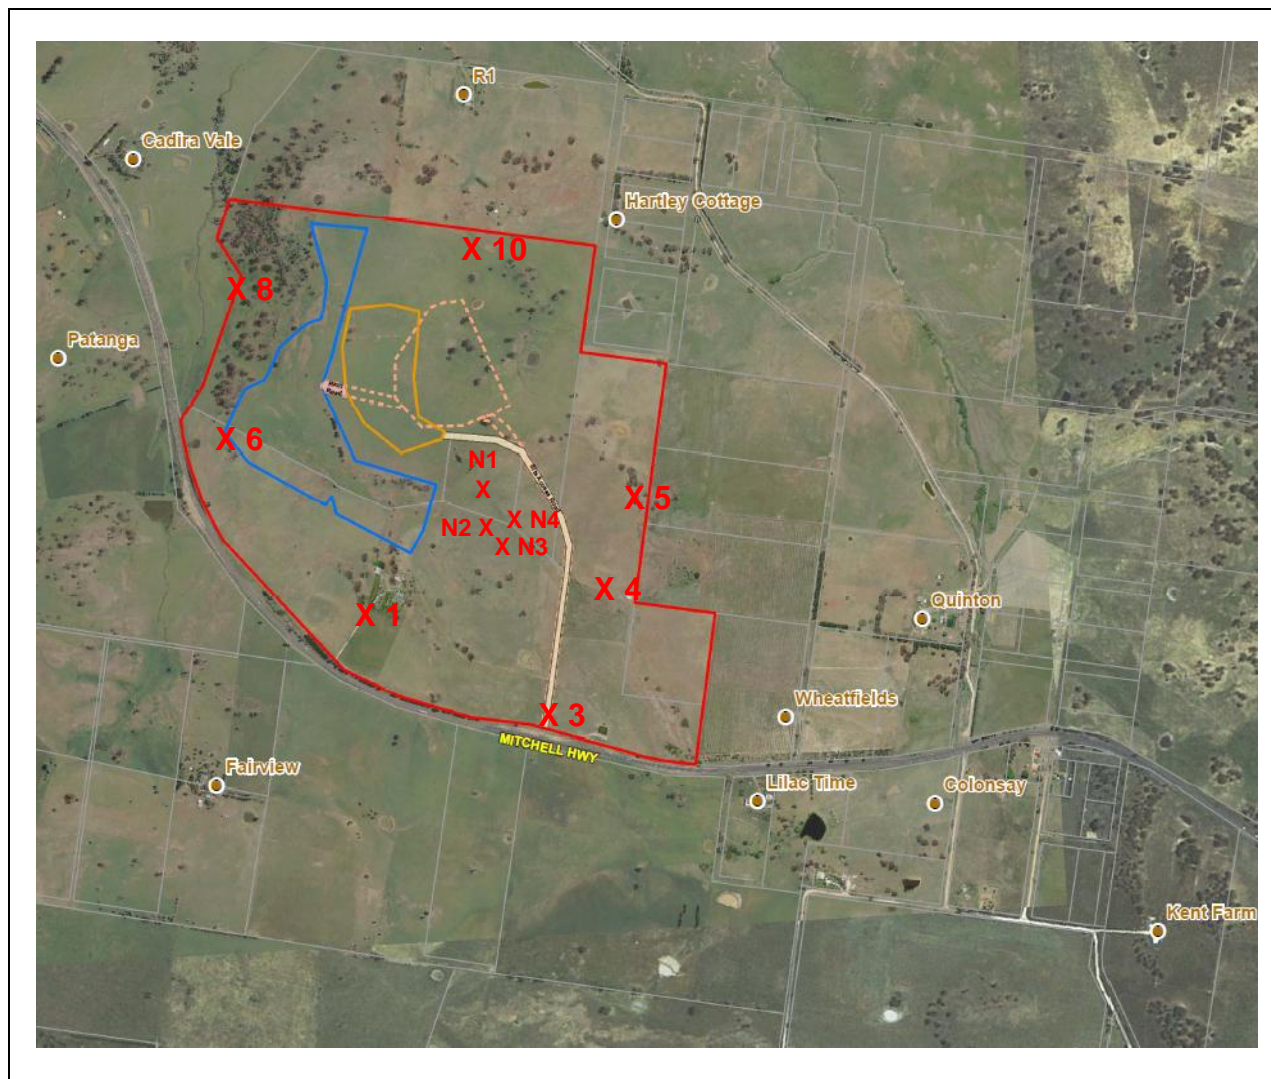 R1
Cadira Vale
Hartley Cottage
X 10
X 8
Patanga
X 6
N1
X
X 5
N2 X
X N4
X N3
X 4
X 1
Quinton
X 3
Wheatfields
MITCHELL HWY
Fairview
Lilac Time
Colonsay
Kent Farm